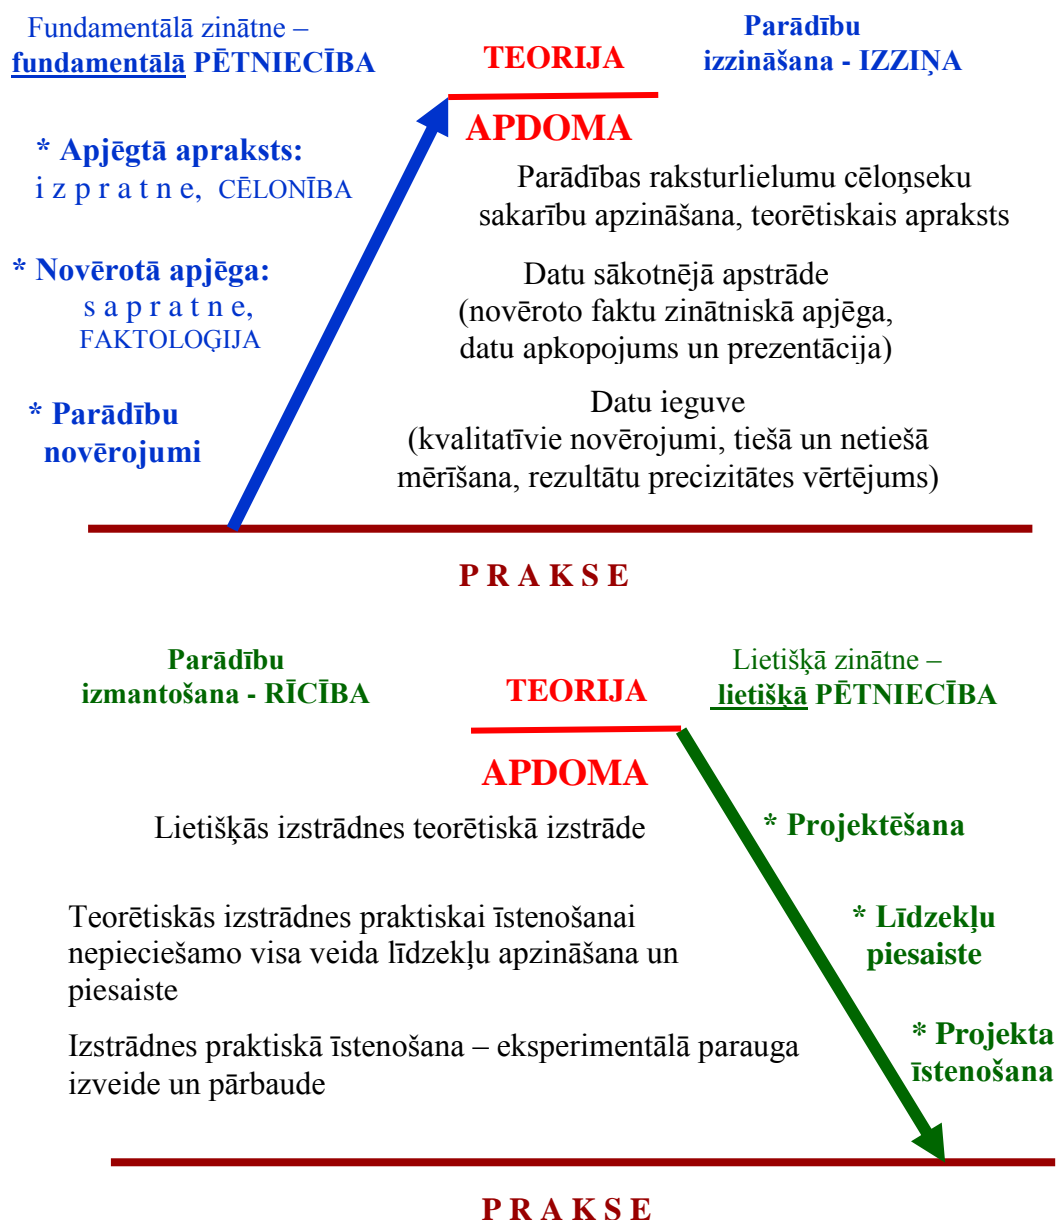 Fundamentālā zinātne –
fundamentālā PĒTNIECĪBA
TEORIJA
Parādību
izzināšana - IZZIŅA
APDOMA
* Apjēgtā apraksts:
i z p r a t n e, CĒLONĪBA
Parādības raksturlielumu cēloņseku
sakarību apzināšana, teorētiskais apraksts
* Novērotā apjēga:
s a p r a t n e,
FAKTOLOĢIJA
Datu sākotnējā apstrāde
(novēroto faktu zinātniskā apjēga,
datu apkopojums un prezentācija)
* Parādību
novērojumi
Datu ieguve
(kvalitatīvie novērojumi, tiešā un netiešā
mērīšana, rezultātu precizitātes vērtējums)
P R A K S E
Parādību
izmantošana - RĪCĪBA
TEORIJA
Lietišķā zinātne –
lietišķā PĒTNIECĪBA
APDOMA
Lietišķās izstrādnes teorētiskā izstrāde
* Projektēšana
Teorētiskās izstrādnes praktiskai īstenošanai
nepieciešamo visa veida līdzekļu apzināšana un
piesaiste
* Līdzekļu
piesaiste
Izstrādnes praktiskā īstenošana – eksperimentālā parauga
izveide un pārbaude
* Projekta
īstenošana
P R A K S E